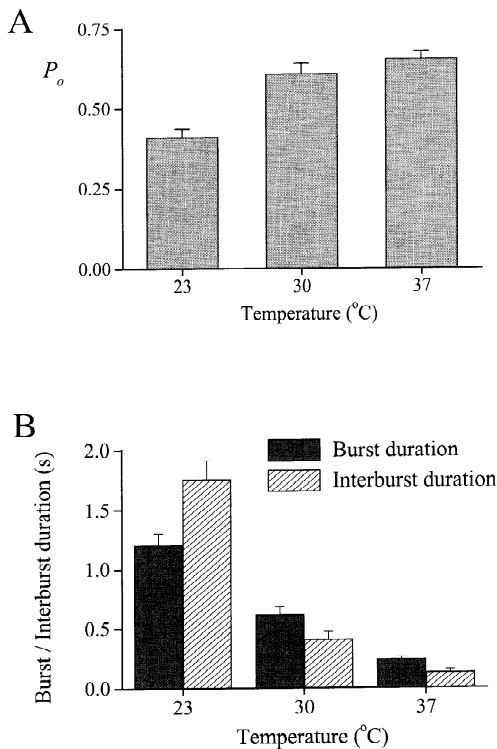 A
P_o
0.75
0.50
0.25
0.00
23 30 37
Temperature (°C)
B
Burst / Interburst duration (s)
2.0
1.5
1.0
0.5
0.0
Burst duration
Interburst duration
23 30 37
Temperature (°C)